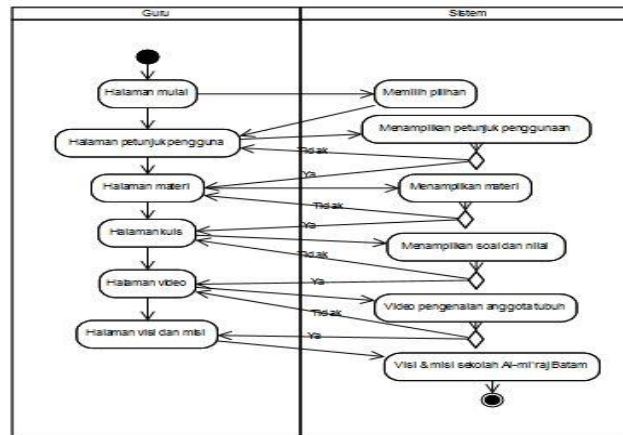 Guru
Sistem
Halaman mulai
Memilih pilihan
Halaman petunjuk pengguna
Menampilkan petunjuk penggunaan
Tidak
Ya
Halaman materi
Menampilkan materi
Tidak
Ya
Halaman kuis
Menampilkan soal dan nilai
Tidak
Ya
Halaman video
Video pengenalan anggota tubuh
Tidak
Ya
Halaman visi dan misi
Visi & misi sekolah Al-mi'raj Batam